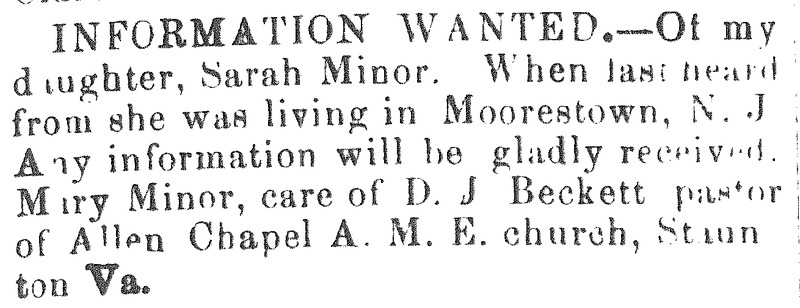 INFORMATION WANTED.—Of my
daughter, Sarah Minor. When last heard
from she was living in Moorestown, N. J
Any information will be gladly received.
Mary Minor, care of D. J Beckett pastor
of Allen Chapel A. M. E. church, Staun
ton Va.